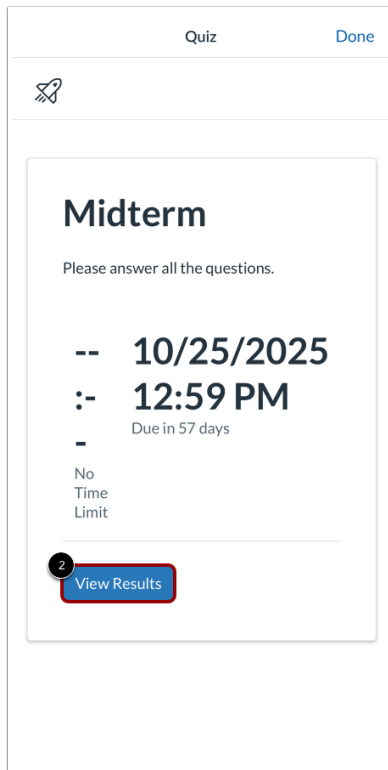 Quiz
Done
Midterm
Please answer all the questions.
--
:-
-
No
Time
Limit
10/25/2025
12:59 PM
Due in 57 days
2
View Results